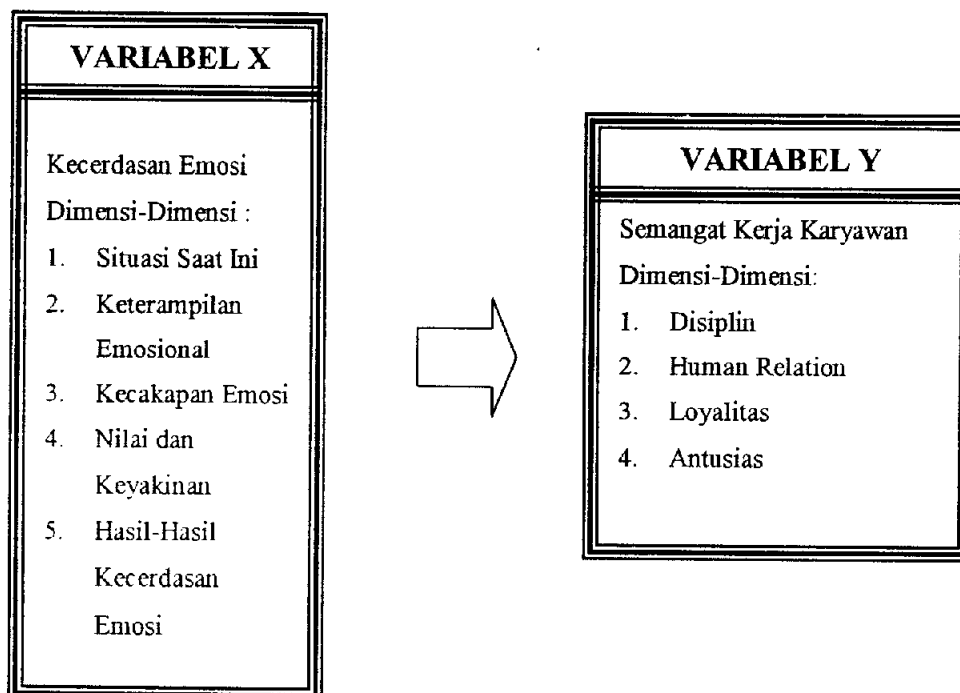 VARIABEL X
Kecerdasan Emosi
Dimensi-Dimensi :
1. Situasi Saat Ini
2. Keterampilan
Emosional
3. Kecakapan Emosi
4. Nilai dan
Keyakinan
5. Hasil-Hasil
Kecerdasan
Emosi
VARIABEL Y
Semangat Kerja Karyawan
Dimensi-Dimensi:
1. Disiplin
2. Human Relation
3. Loyalitas
4. Antusias